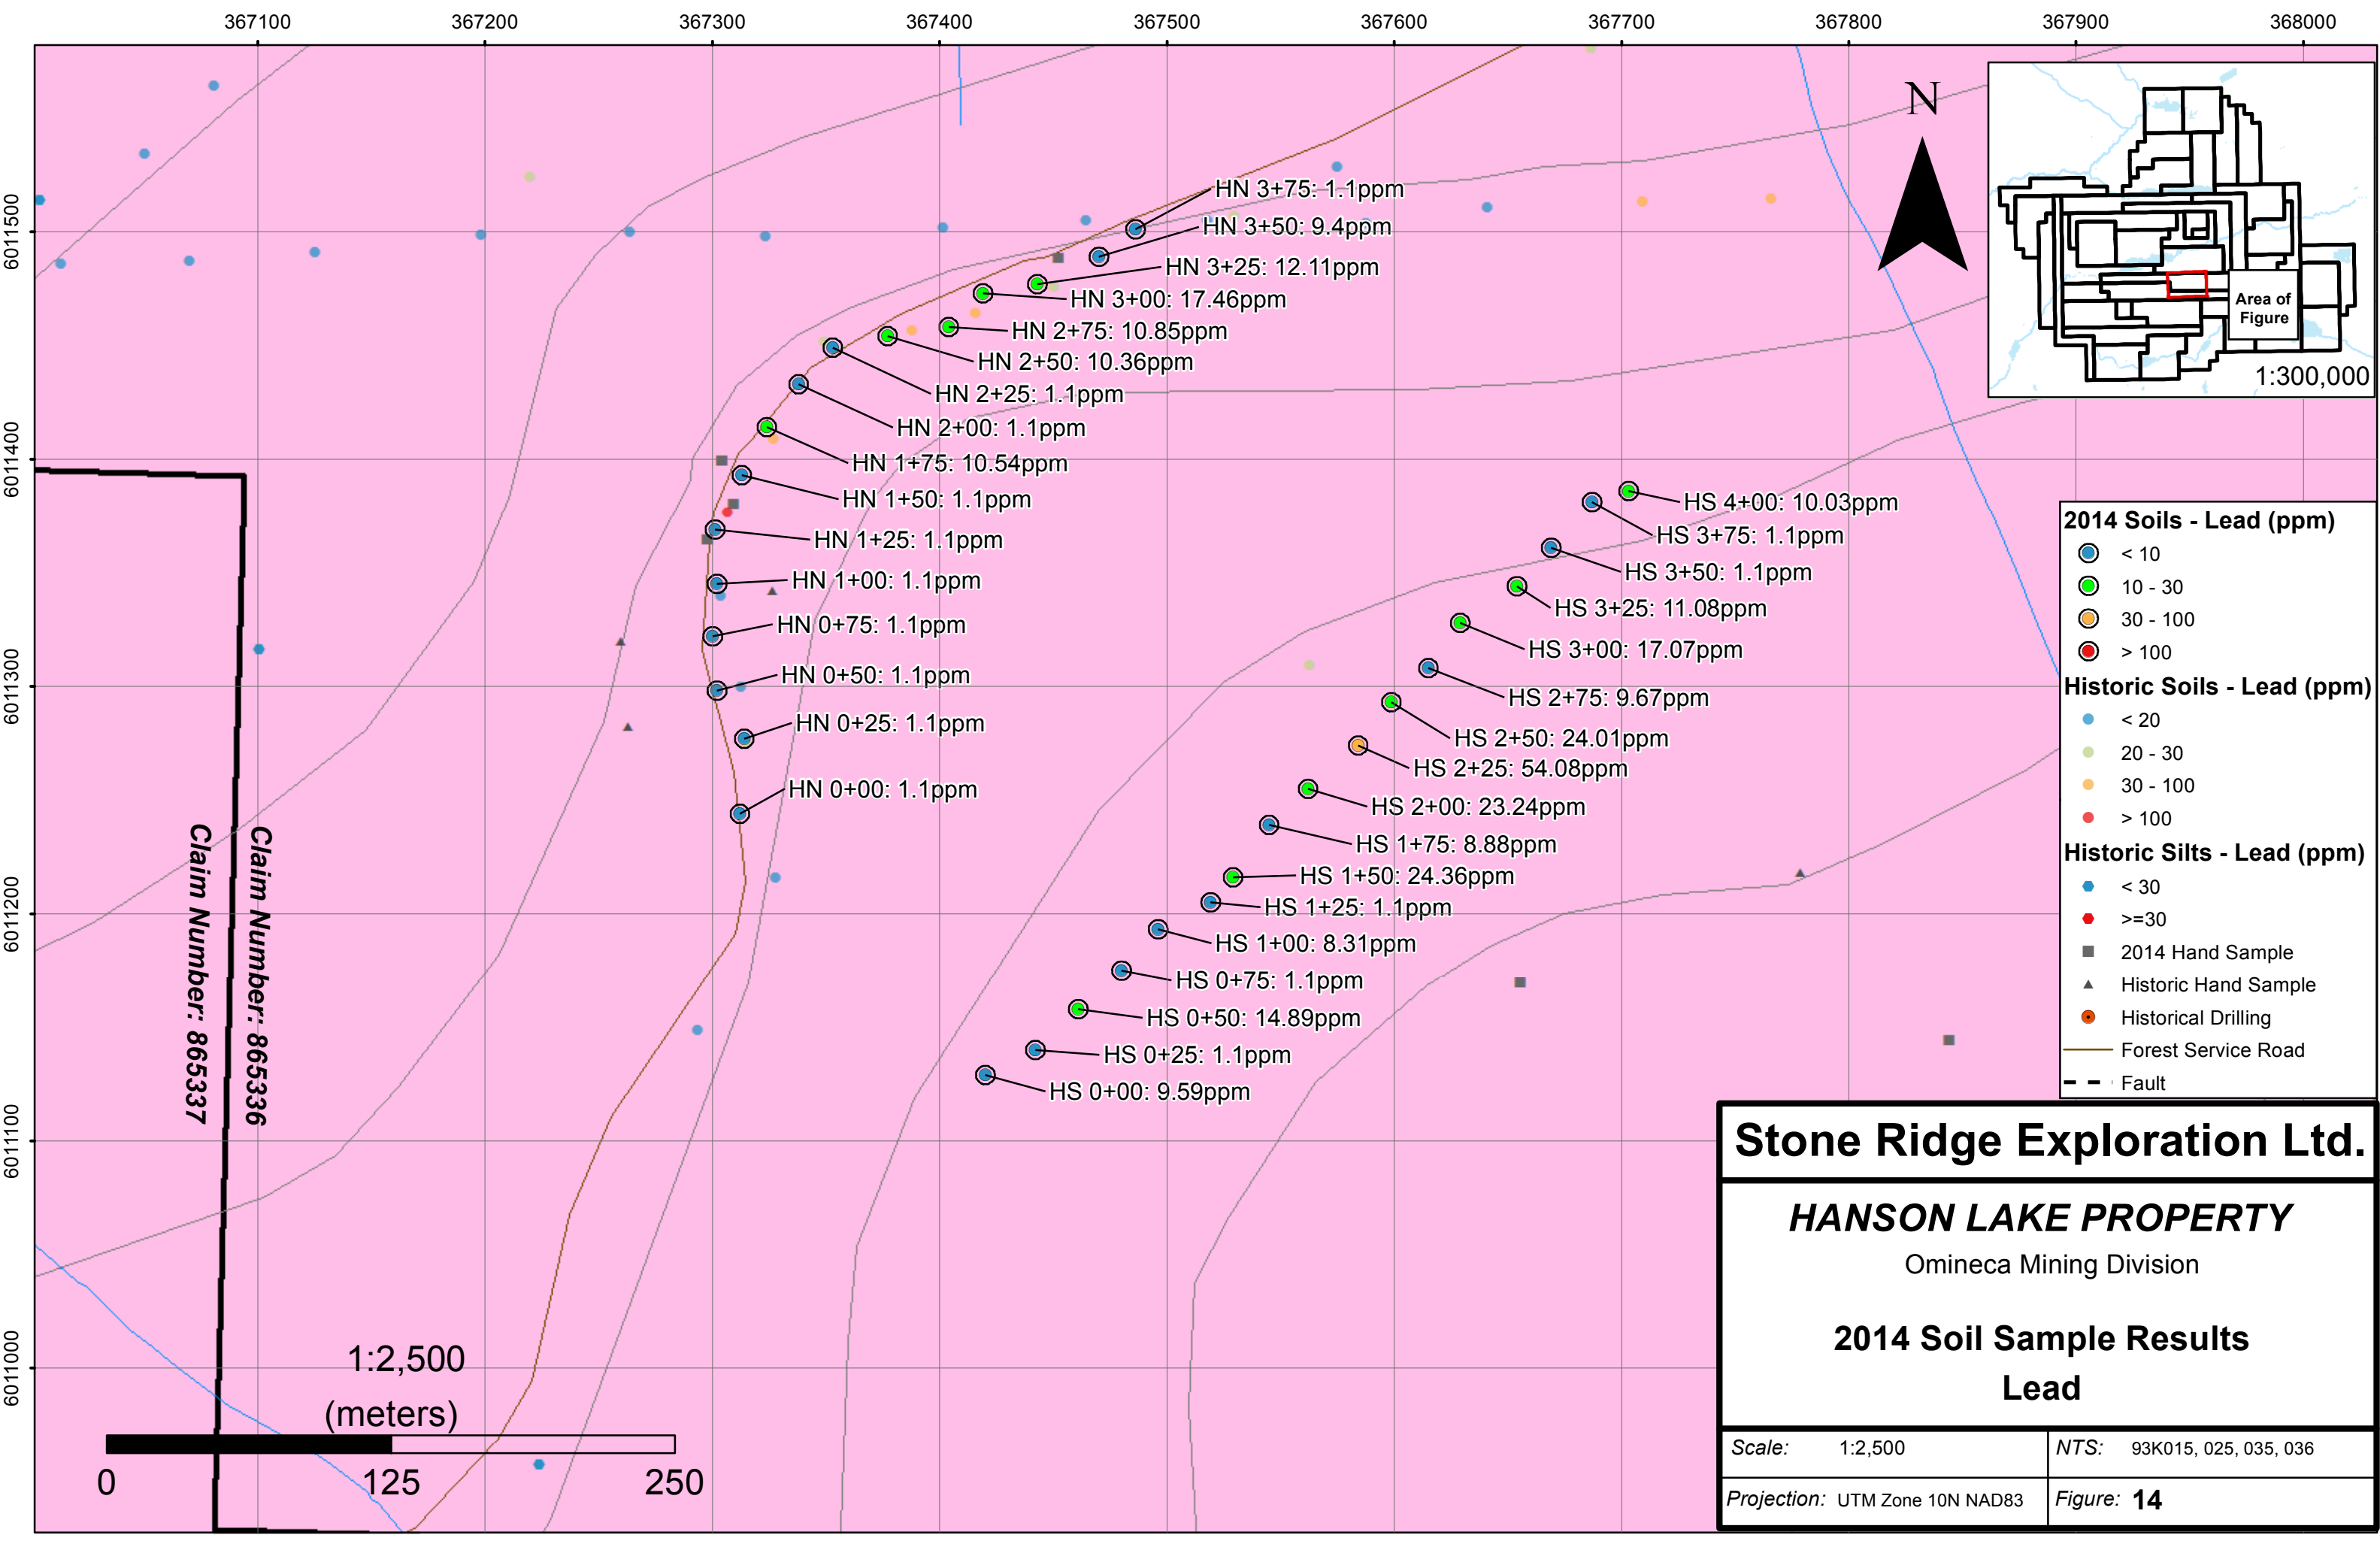 367100
367200
367300
367400
367500
367600
367700
367800
367900
368000
6011500
6011400
6011300
6011200
6011100
6011000
N
Area of
Figure
1:300,000
HN 3+75: 1.1ppm
HN 3+50: 9.4ppm
HN 3+25: 12.11ppm
HN 3+00: 17.46ppm
HN 2+75: 10.85ppm
HN 2+50: 10.36ppm
HN 2+25: 1.1ppm
HN 2+00: 1.1ppm
HN 1+75: 10.54ppm
HN 1+50: 1.1ppm
HN 1+25: 1.1ppm
HN 1+00: 1.1ppm
HN 0+75: 1.1ppm
HN 0+50: 1.1ppm
HN 0+25: 1.1ppm
HN 0+00: 1.1ppm
HS 4+00: 10.03ppm
HS 3+75: 1.1ppm
HS 3+50: 1.1ppm
HS 3+25: 11.08ppm
HS 3+00: 17.07ppm
HS 2+75: 9.67ppm
HS 2+50: 24.01ppm
HS 2+25: 54.08ppm
HS 2+00: 23.24ppm
HS 1+75: 8.88ppm
HS 1+50: 24.36ppm
HS 1+25: 1.1ppm
HS 1+00: 8.31ppm
HS 0+75: 1.1ppm
HS 0+50: 14.89ppm
HS 0+25: 1.1ppm
HS 0+00: 9.59ppm
Claim Number: 865336
Claim Number: 865337
2014 Soils - Lead (ppm)
< 10
10 - 30
30 - 100
> 100
Historic Soils - Lead (ppm)
< 20
20 - 30
30 - 100
> 100
Historic Silts - Lead (ppm)
< 30
>=30
2014 Hand Sample
Historic Hand Sample
Historical Drilling
Forest Service Road
Fault
1:2,500
(meters)
0 125 250
Stone Ridge Exploration Ltd.
HANSON LAKE PROPERTY
Omineca Mining Division
2014 Soil Sample Results
Lead
Scale: 1:2,500
NTS: 93K015, 025, 035, 036
Projection: UTM Zone 10N NAD83
Figure: 14